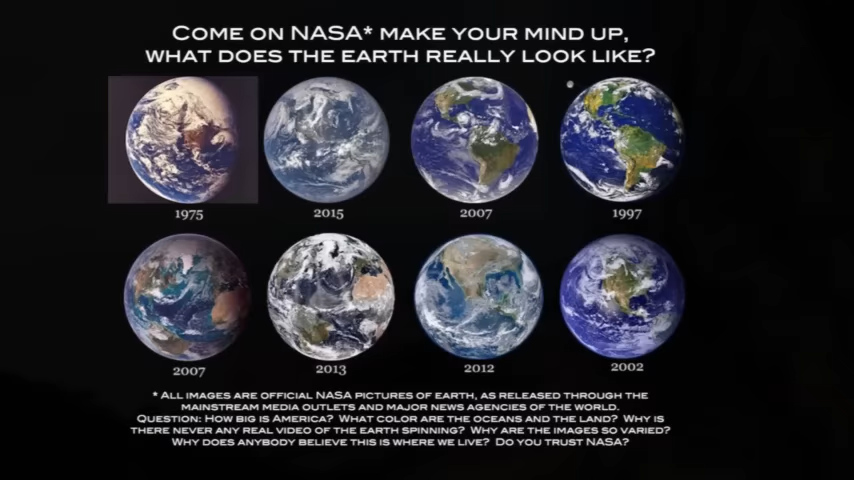 COME ON NASA* MAKE YOUR MIND UP,
WHAT DOES THE EARTH REALLY LOOK LIKE?
1975 2015 2007 1997
2007 2013 2012 2002
* ALL IMAGES ARE OFFICIAL NASA PICTURES OF EARTH, AS RELEASED THROUGH THE
MAINSTREAM MEDIA OUTLETS AND MAJOR NEWS AGENCIES OF THE WORLD.
QUESTION: HOW BIG IS AMERICA? WHAT COLOR ARE THE OCEANS AND THE LAND? WHY IS
THERE NEVER ANY REAL VIDEO OF THE EARTH SPINNING? WHY ARE THE IMAGES SO VARIED?
WHY DOES ANYBODY BELIEVE THIS IS WHERE WE LIVE? DO YOU TRUST NASA?